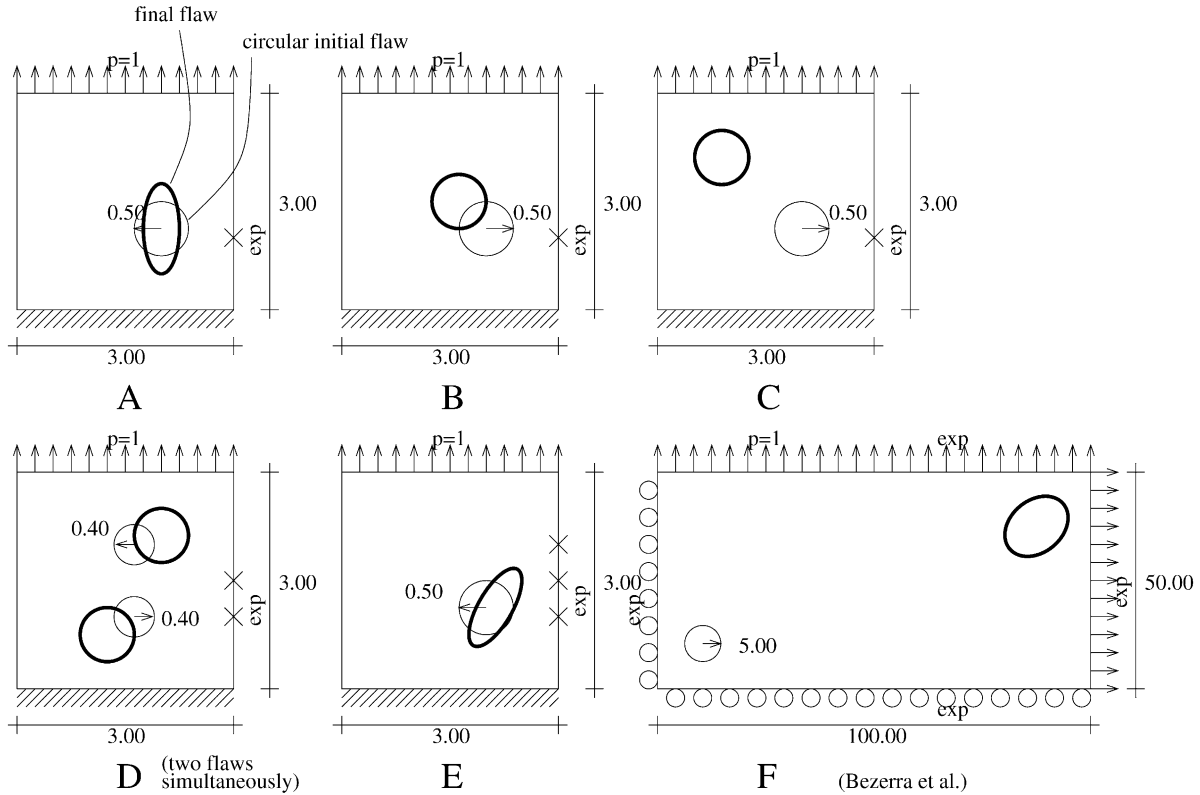 final flaw
circular initial flaw
p=1
p=1
p=1
0.50
exp
3.00
0.50
exp
3.00
0.50
exp
3.00
3.00
3.00
3.00
A
B
C
p=1
p=1
p=1
exp
0.40
0.40
exp
3.00
0.50
exp
3.00
exp
5.00
exp
50.00
exp
3.00
3.00
100.00
D
(two flaws
simultaneously)
E
F
(Bezerra et al.)